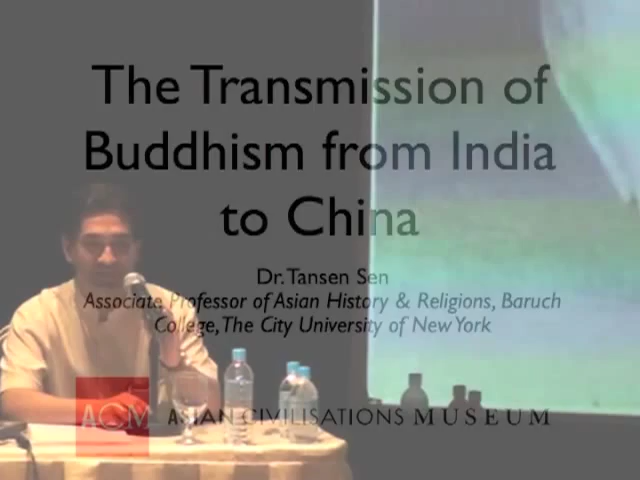 The Transmission of
Buddhism from India
to China
Dr. Tansen Sen
Associate Professor of Asian History & Religions, Baruch
College, The City University of New York
ACM ASIAN CIVILISATIONS MUSEUM